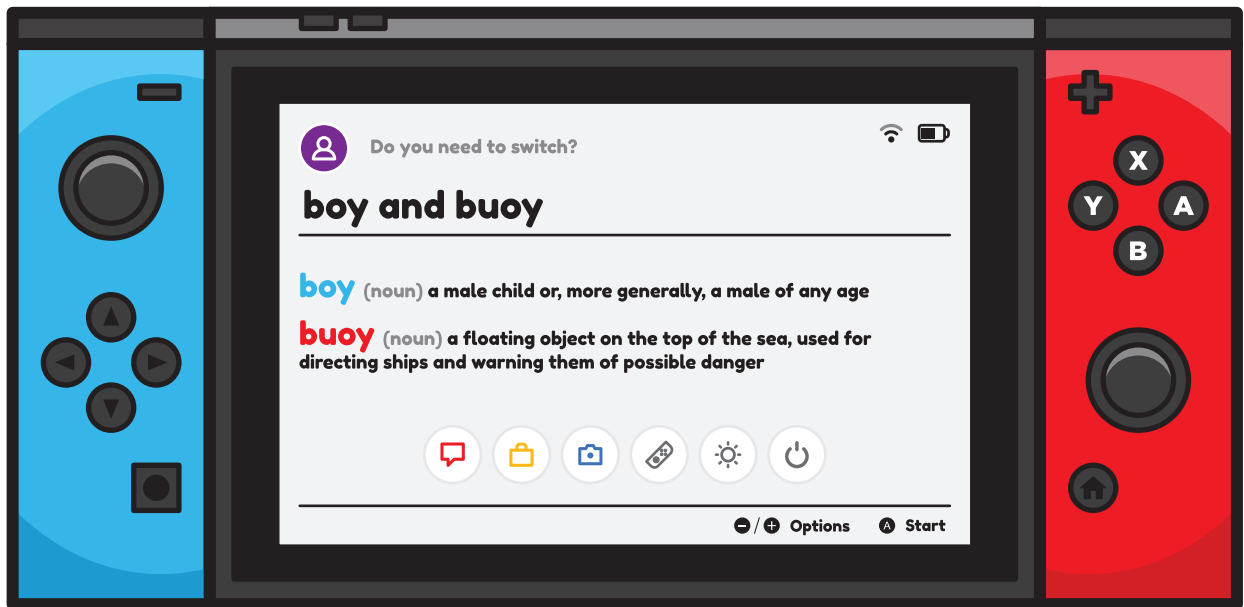 Do you need to switch?
boy and buoy
boy (noun) a male child or, more generally, a male of any age
buoy (noun) a floating object on the top of the sea, used for
directing ships and warning them of possible danger
X
Y A
B
-/+ Options A Start